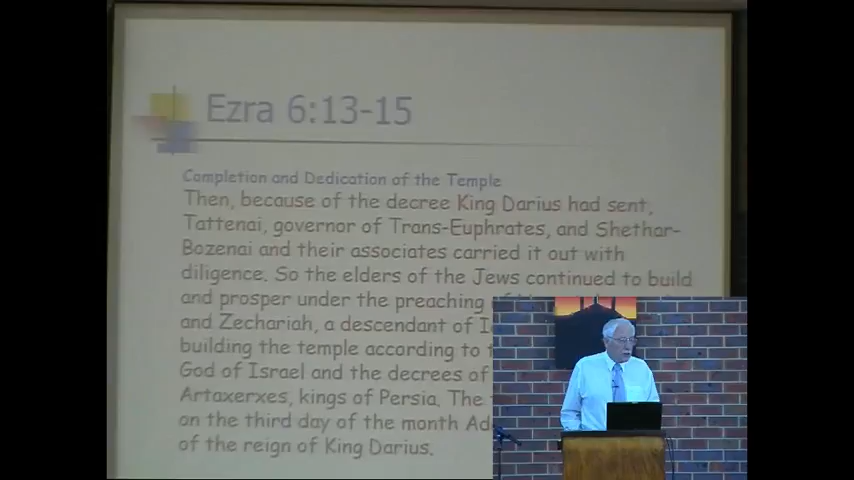 Ezra 6:13-15
Completion and Dedication of the Temple
Then, because of the decree King Darius had sent,
Tattenai, governor of Trans-Euphrates, and Shethar-
Bozenai and their associates carried it out with
diligence. So the elders of the Jews continued to build
and prosper under the preaching of
and Zechariah, a descendant of
building the temple according to
God of Israel and the decrees of
Artaxerxes, kings of Persia. The
on the third day of the month
of the reign of King Darius.